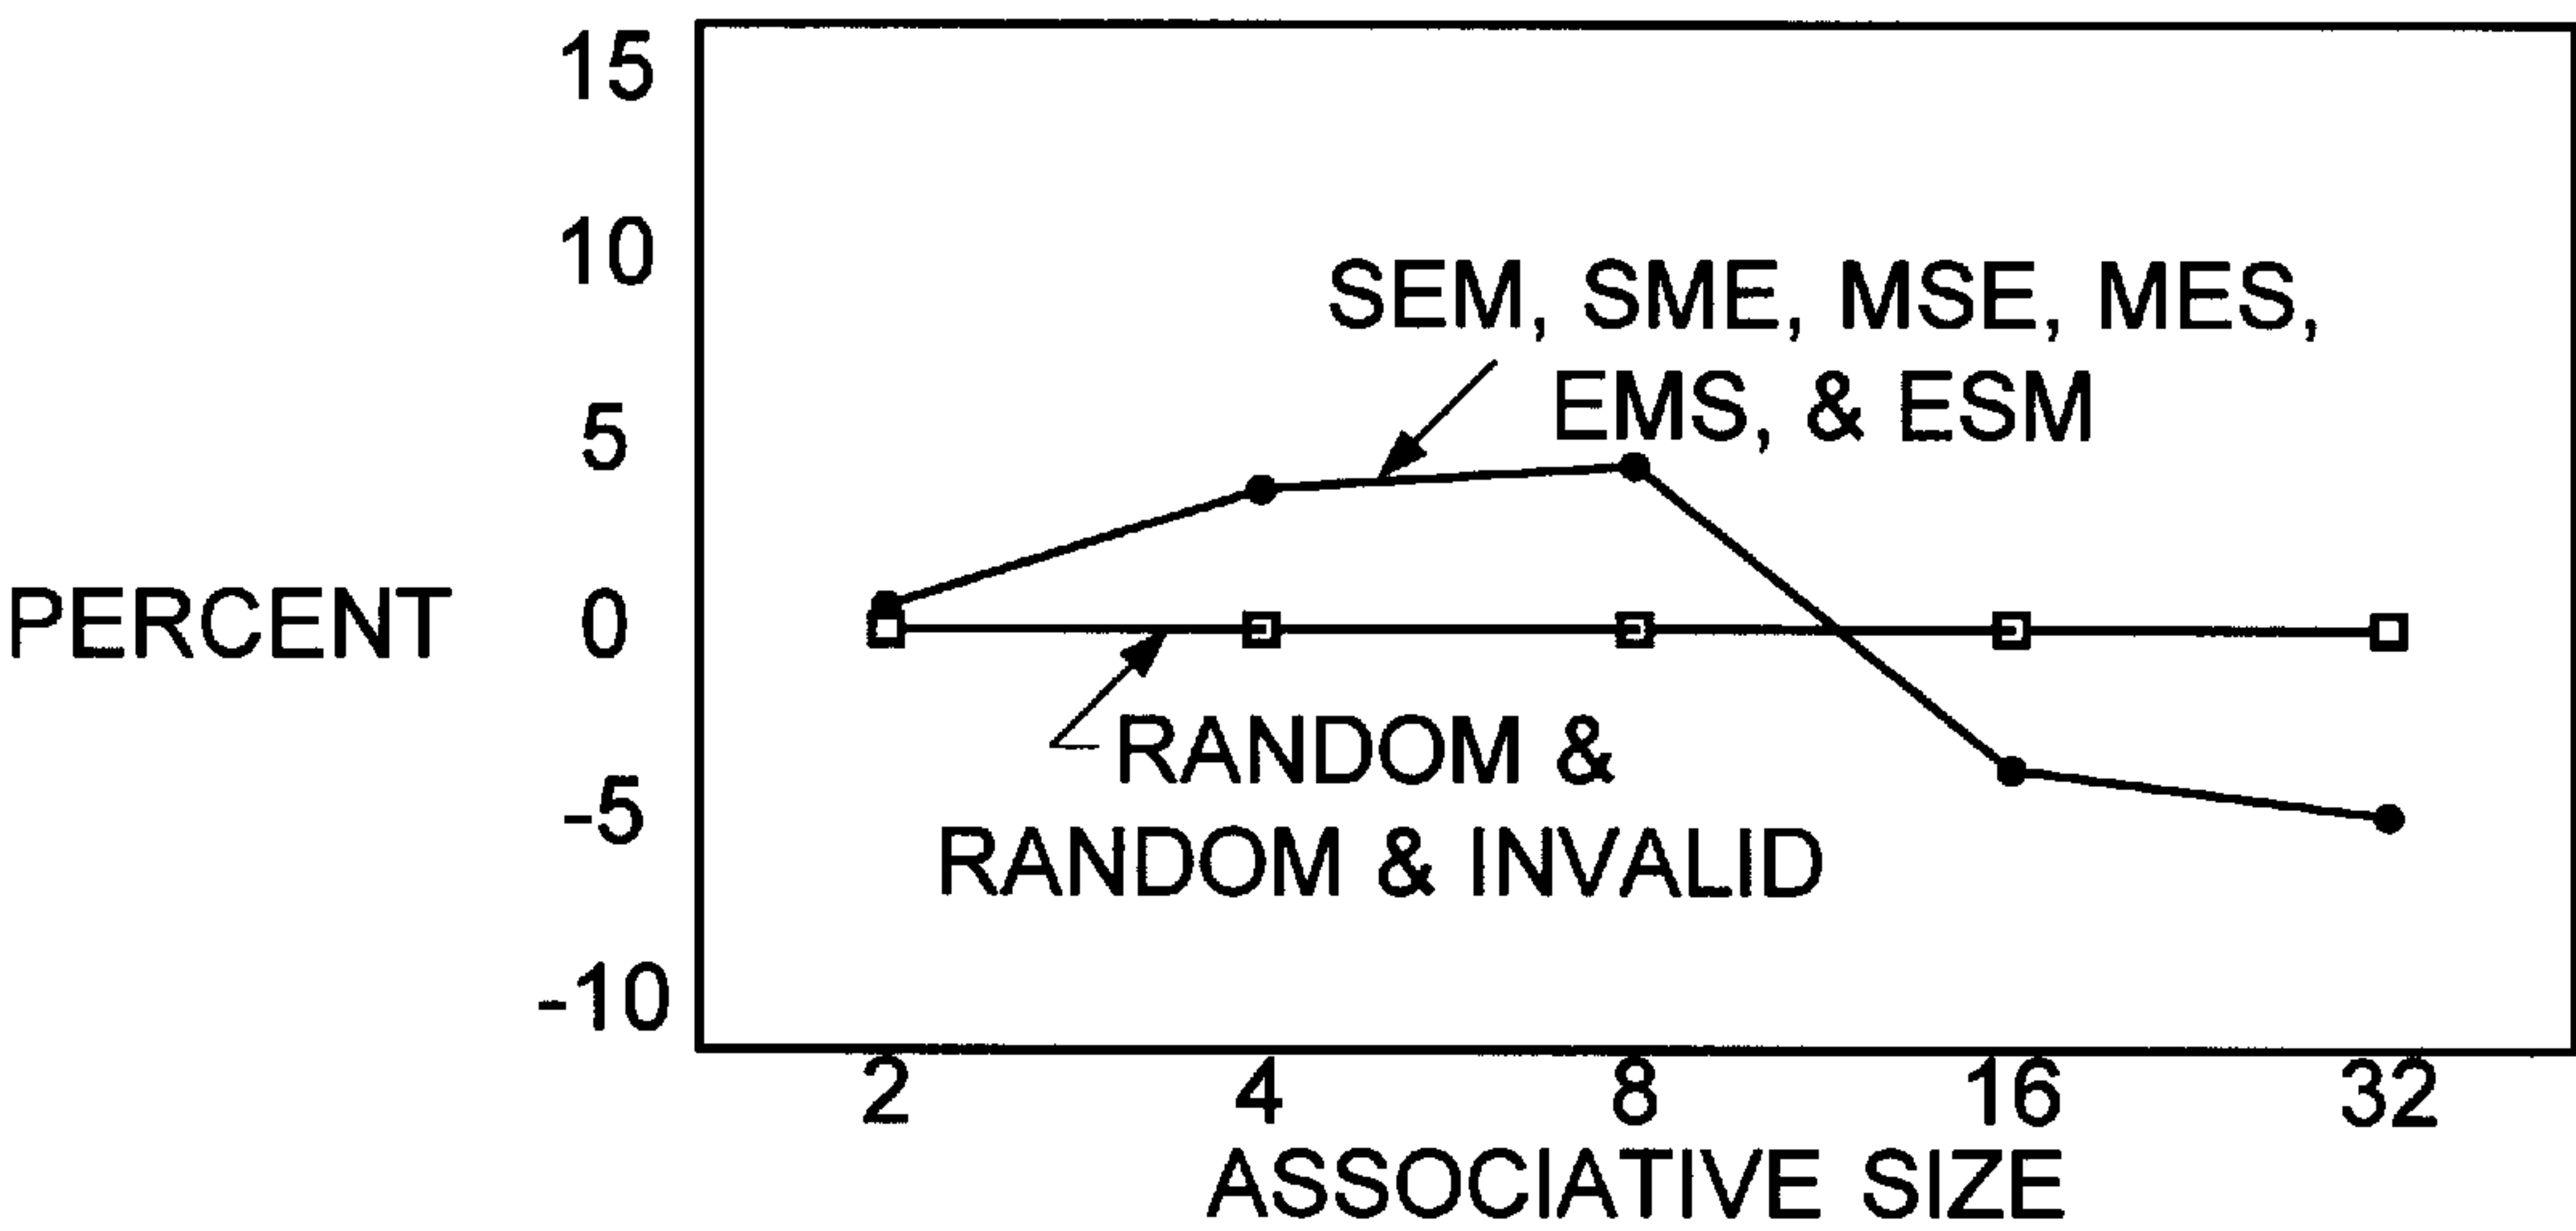 15
10
SEM, SME, MSE, MES,
EMS, & ESM
5
PERCENT 0
RANDOM &
-5
RANDOM & INVALID
-10
2 4 8 16 32
ASSOCIATIVE SIZE